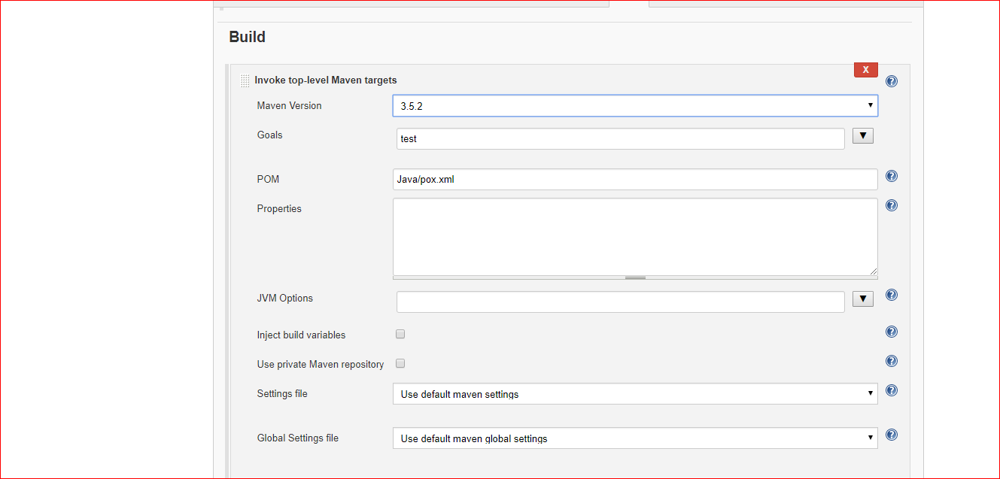 Build
X
Invoke top-level Maven targets
Maven Version 3.5.2
Goals test
POM Java/pox.xml
Properties
JVM Options
Inject build variables
Use private Maven repository
Settings file Use default maven settings
Global Settings file Use default maven global settings